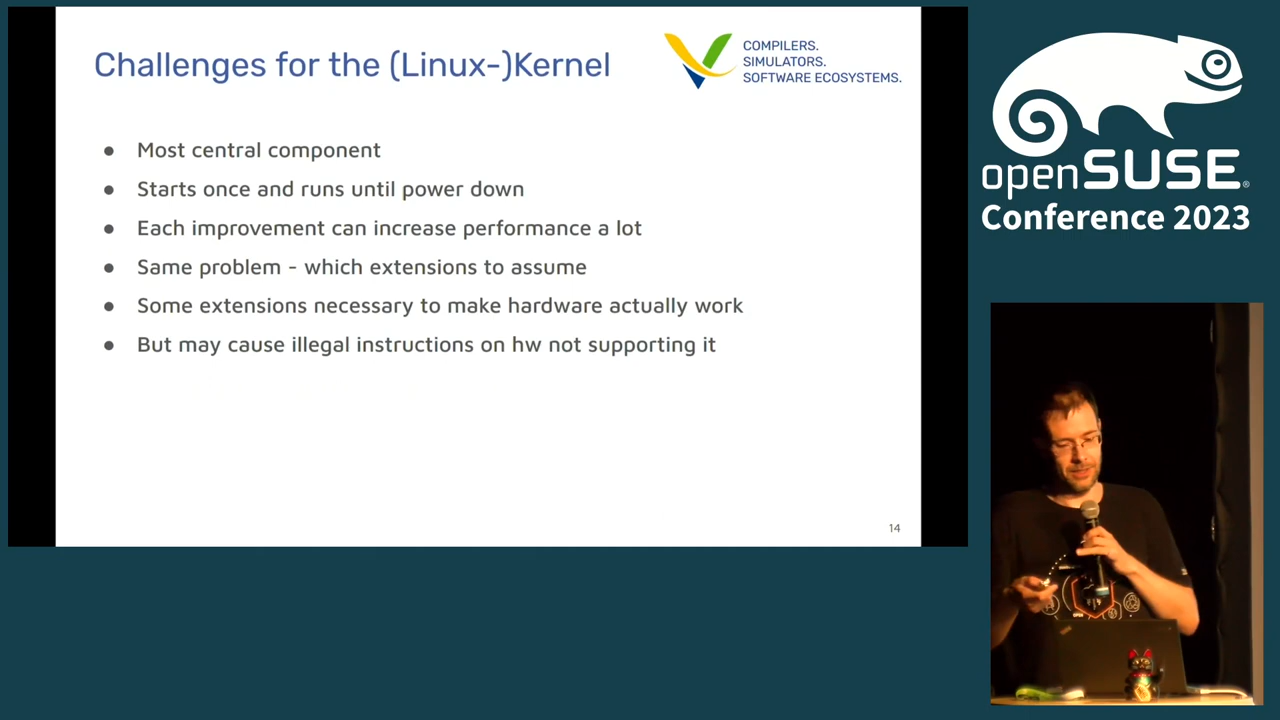 Challenges for the (Linux-)Kernel
COMPILERS.
SIMULATORS.
SOFTWARE ECOSYSTEMS.
● Most central component
● Starts once and runs until power down
● Each improvement can increase performance a lot
● Same problem - which extensions to assume
● Some extensions necessary to make hardware actually work
● But may cause illegal instructions on hw not supporting it
14
openSUSE®
Conference 2023